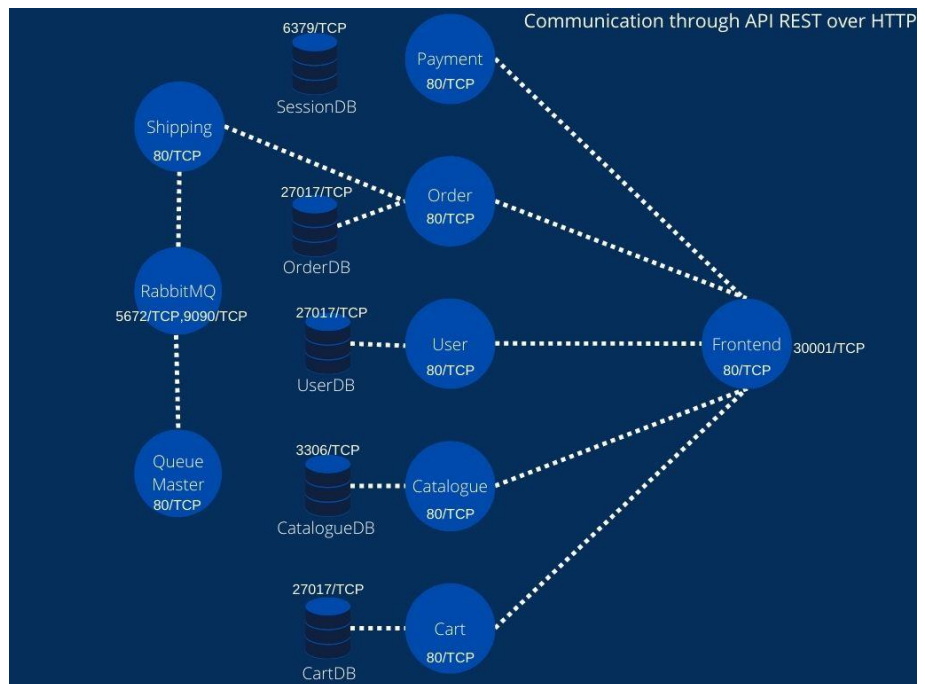 Communication through API REST over HTTP
6379/TCP
SessionDB
Payment
80/TCP
Shipping
80/TCP
27017/TCP
OrderDB
Order
80/TCP
RabbitMQ
5672/TCP,9090/TCP
27017/TCP
UserDB
User
80/TCP
Frontend
80/TCP
30001/TCP
Queue
Master
80/TCP
3306/TCP
CatalogueDB
Catalogue
80/TCP
27017/TCP
CartDB
Cart
80/TCP